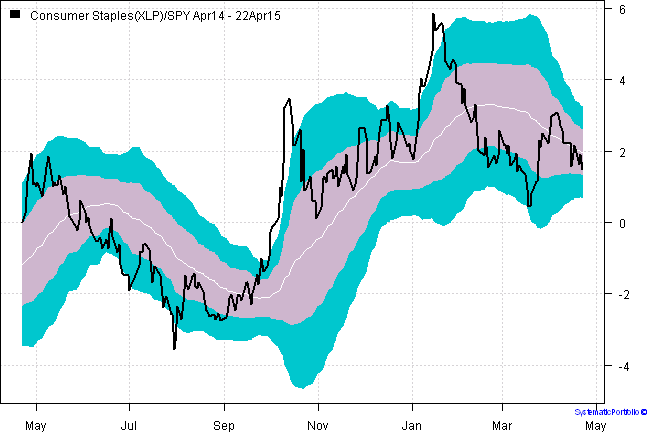 Consumer Staples(XLP)/SPY Apr14 - 22Apr15
6
4
2
0
-2
-4
SystematicPortfolio ©
May Jul Sep Nov Jan Mar May